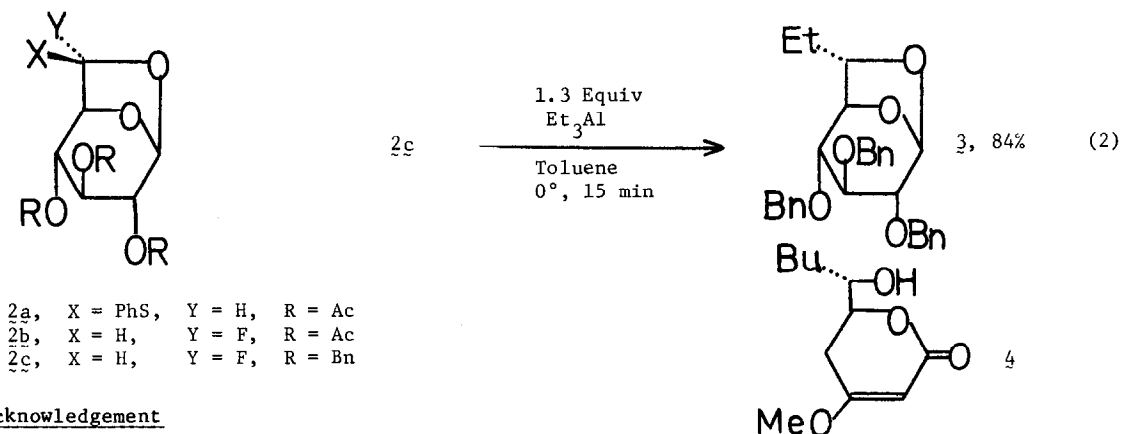 Y
X
O
O
OR
RO
OR
2a, X = PhS, Y = H, R = Ac
2b, X = H, Y = F, R = Ac
2c, X = H, Y = F, R = Bn
2c
1.3 Equiv
Et3Al
Toluene
0°, 15 min
Et
O
O
OBn
BnO
OBn
3, 84% (2)
Bu
OH
O
O
MeO
4
cknowledgement